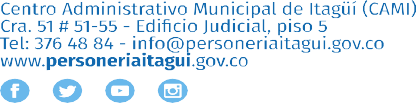 Centro Administrativo Municipal de Itagüí (CAMI)
Cra. 51 # 51-55 - Edificio Judicial, piso 5
Tel: 376 48 84 - info@personeriaitagui.gov.co
www.personeriaitagui.gov.co